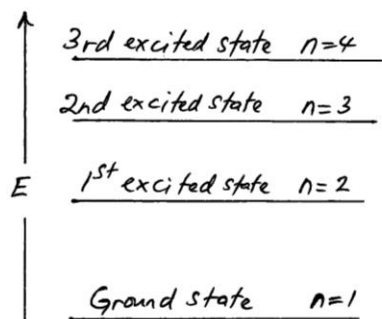 3rd excited state n=4
2nd excited state n=3
E 1st excited state n=2
Ground state n=1